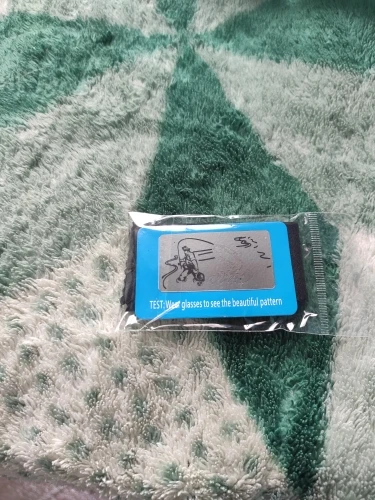 TEST: Wear glasses to see the beautiful pattern